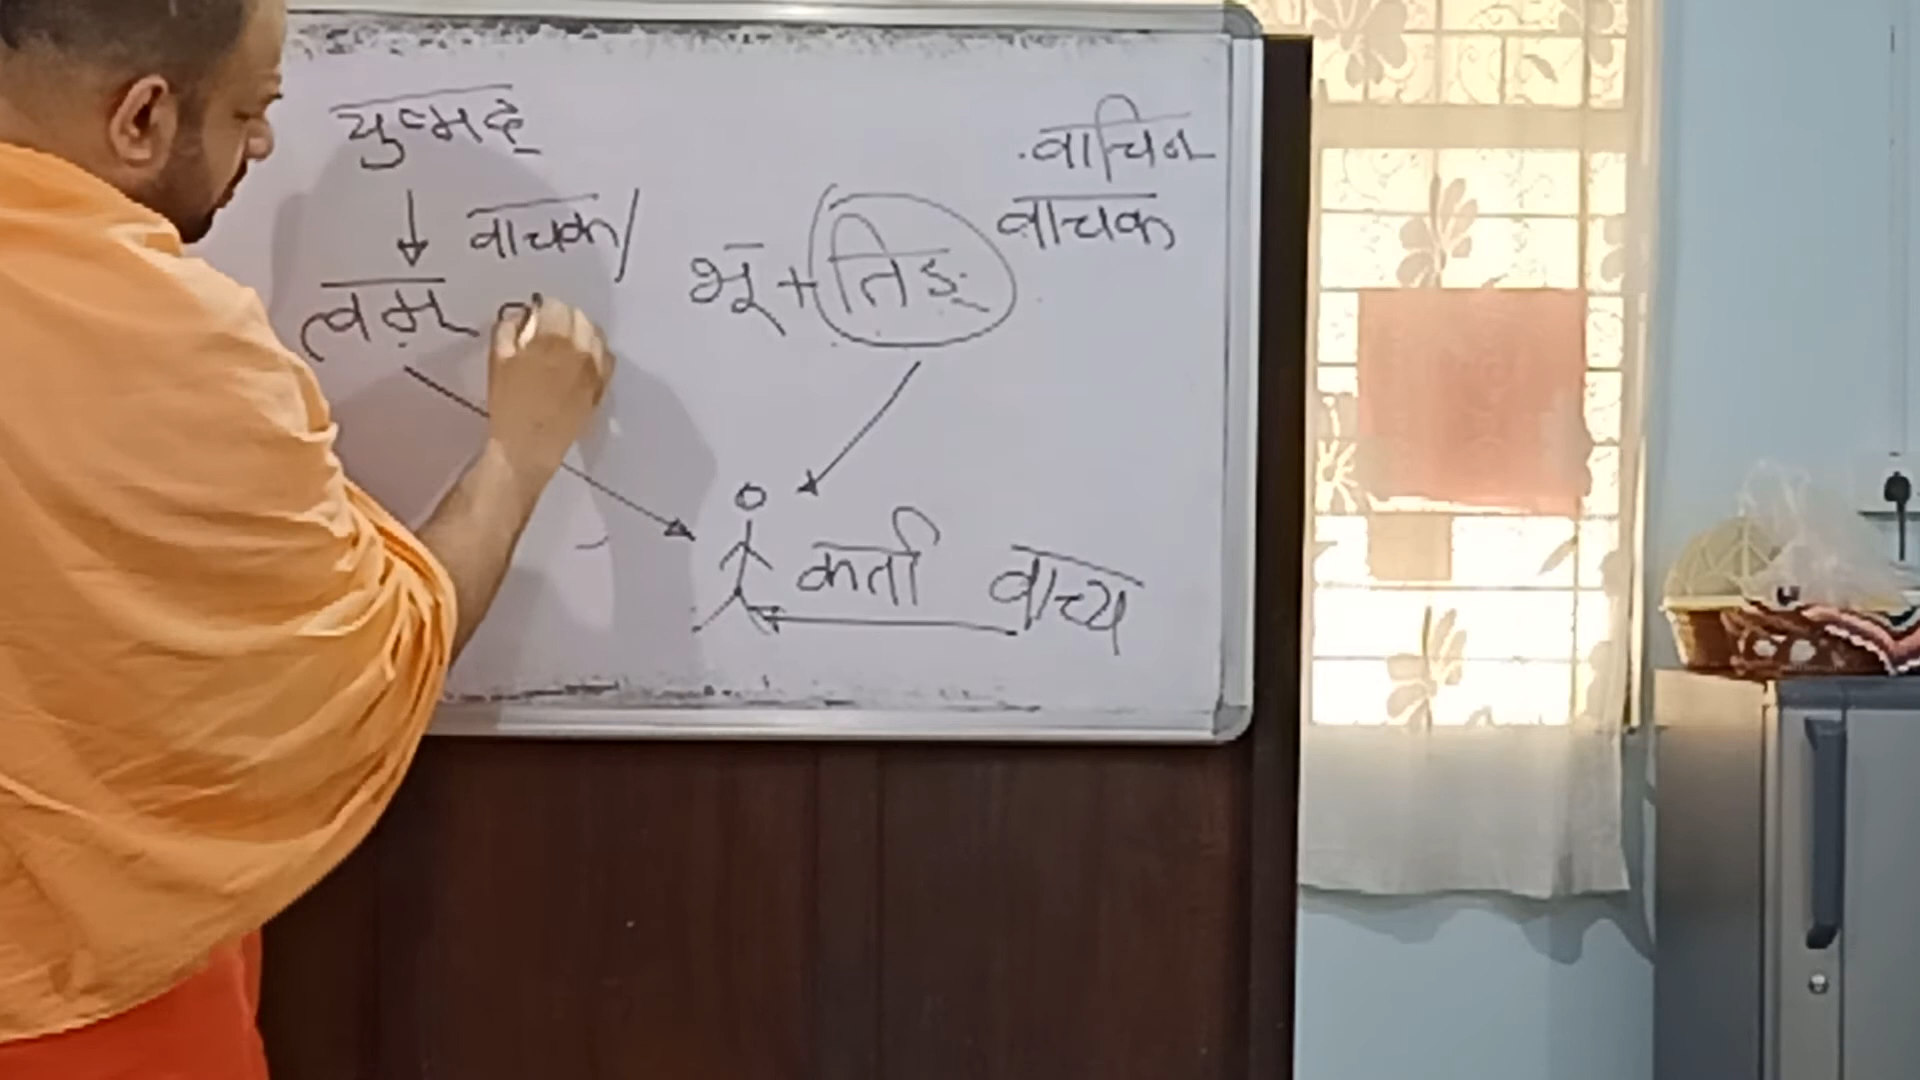 युष्मद्
वाचिन
वाचक/
वाचक
त्वम्
भू + तिङ्
कर्ता वाच्य